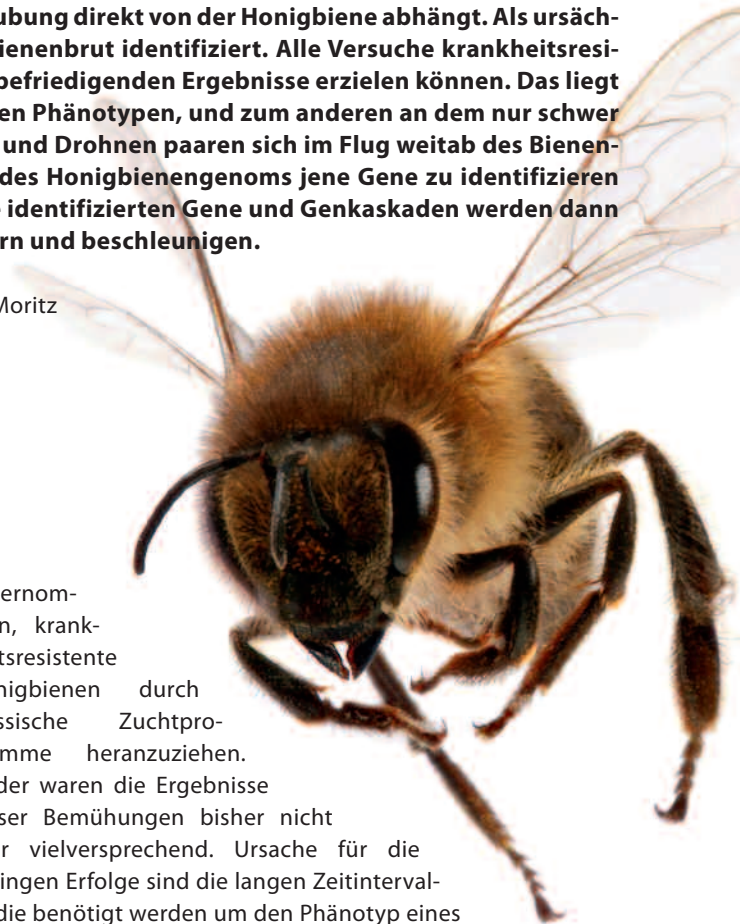 ubung direkt von der Honigbiene abhängt. Als ursäch-
ienenbrut identifiziert. Alle Versuche krankheitsresi-
befriedigenden Ergebnisse erzielen können. Das liegt
en Phänotypen, und zum anderen an dem nur schwer
und Drohnen paaren sich im Flug weitab des Bienen-
des Honigbienengenoms jene Gene zu identifizieren
identifizierten Gene und Genkaskaden werden dann
rn und beschleunigen.
Moritz
ernom-
n, krank-
tsresistente
nigbienen durch
ssische Zuchtpro-
mme heranzuziehen.
der waren die Ergebnisse
ser Bemühungen bisher nicht
r vielversprechend. Ursache für die
ingen Erfolge sind die langen Zeitinterval-
die benötigt werden um den Phänotyp eines